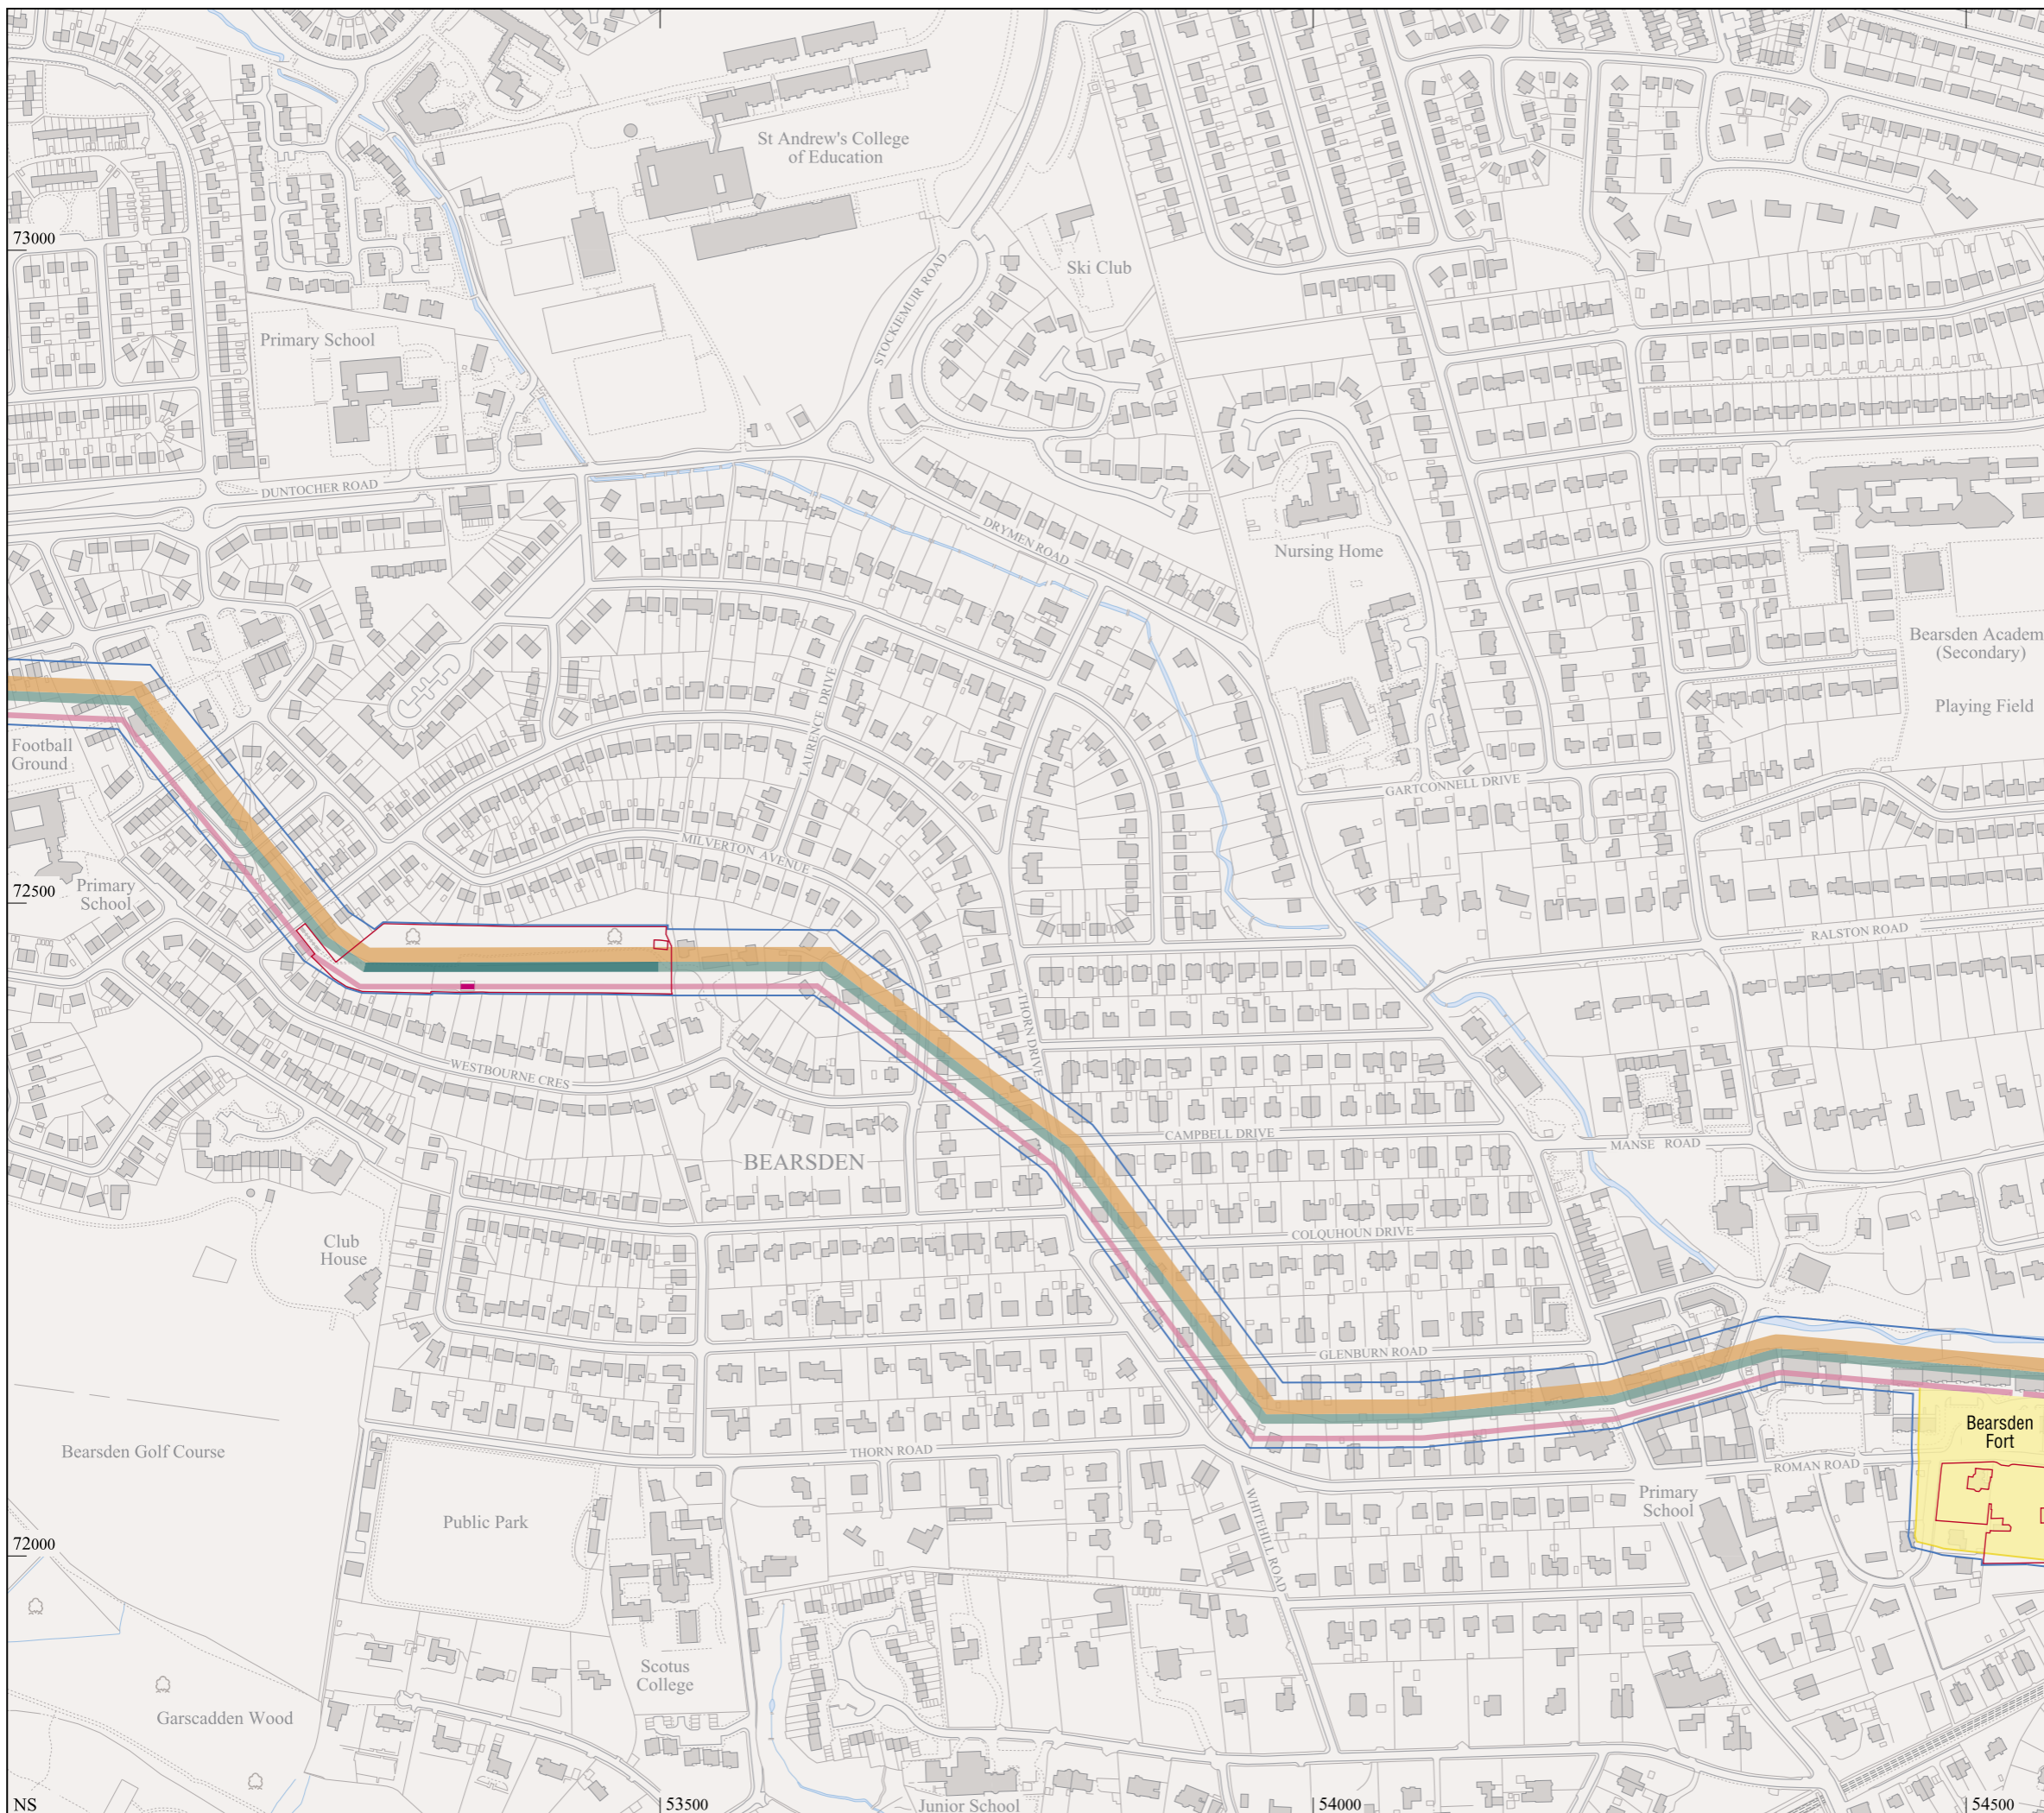 St Andrew's College
of Education
73000
Ski Club
STOCKIEMUIR ROAD
Primary School
DUNTOCHER ROAD
DRYMEN ROAD
Nursing Home
Bearsden Academ
(Secondary)
Playing Field
LAURENCE DRIVE
Football
Ground
GARTCONNELL DRIVE
MILVERTON AVENUE
Primary
School
72500
RALSTON ROAD
THORN DRIVE
WESTBOURNE CRES
CAMPBELL DRIVE
MANSE ROAD
BEARSDEN
COLQUHOUN DRIVE
Club
House
GLENBURN ROAD
Bearsden
Fort
Bearsden Golf Course
THORN ROAD
ROMAN ROAD
WHITEHILL ROAD
Primary
School
Public Park
72000
Scotus
College
Garscadden Wood
NS
53500
Junior School
54000
54500